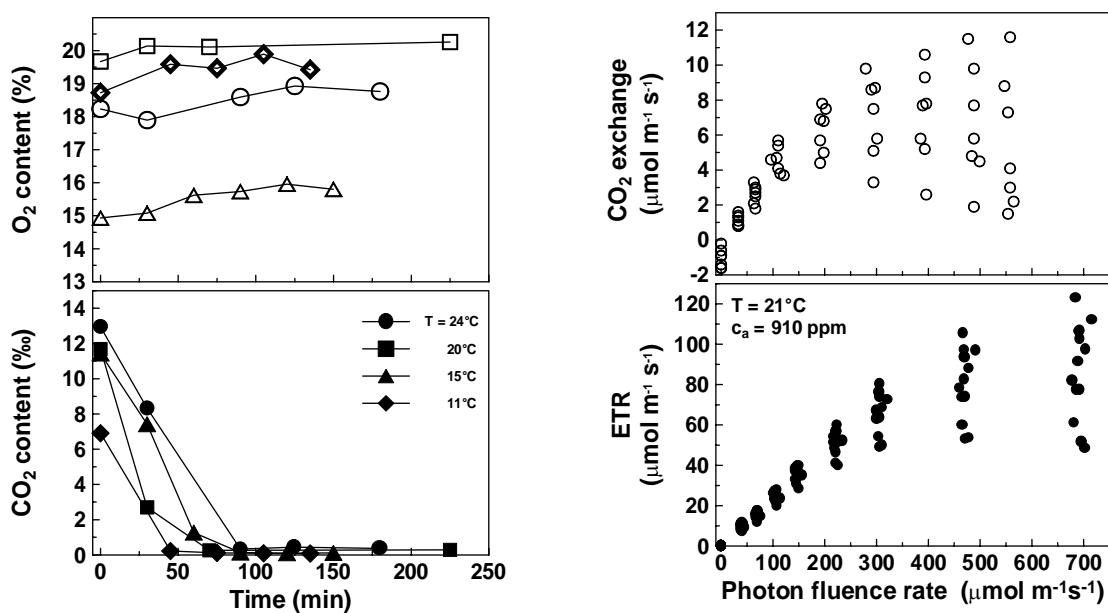 O₂ content (%)
20
19
18
17
16
15
14
13
CO₂ content (‰)
14
12
10
8
6
4
2
0
T = 24°C
20°C
15°C
11°C
0 50 100 150 200 250
Time (min)
CO₂ exchange
(μmol m⁻¹ s⁻¹)
12
10
8
6
4
2
0
-2
ETR
(μmol m⁻¹ s⁻¹)
120
100
80
60
40
20
0
T = 21°C
cₐ = 910 ppm
0 100 200 300 400 500 600 700
Photon fluence rate (μmol m⁻¹s⁻¹)